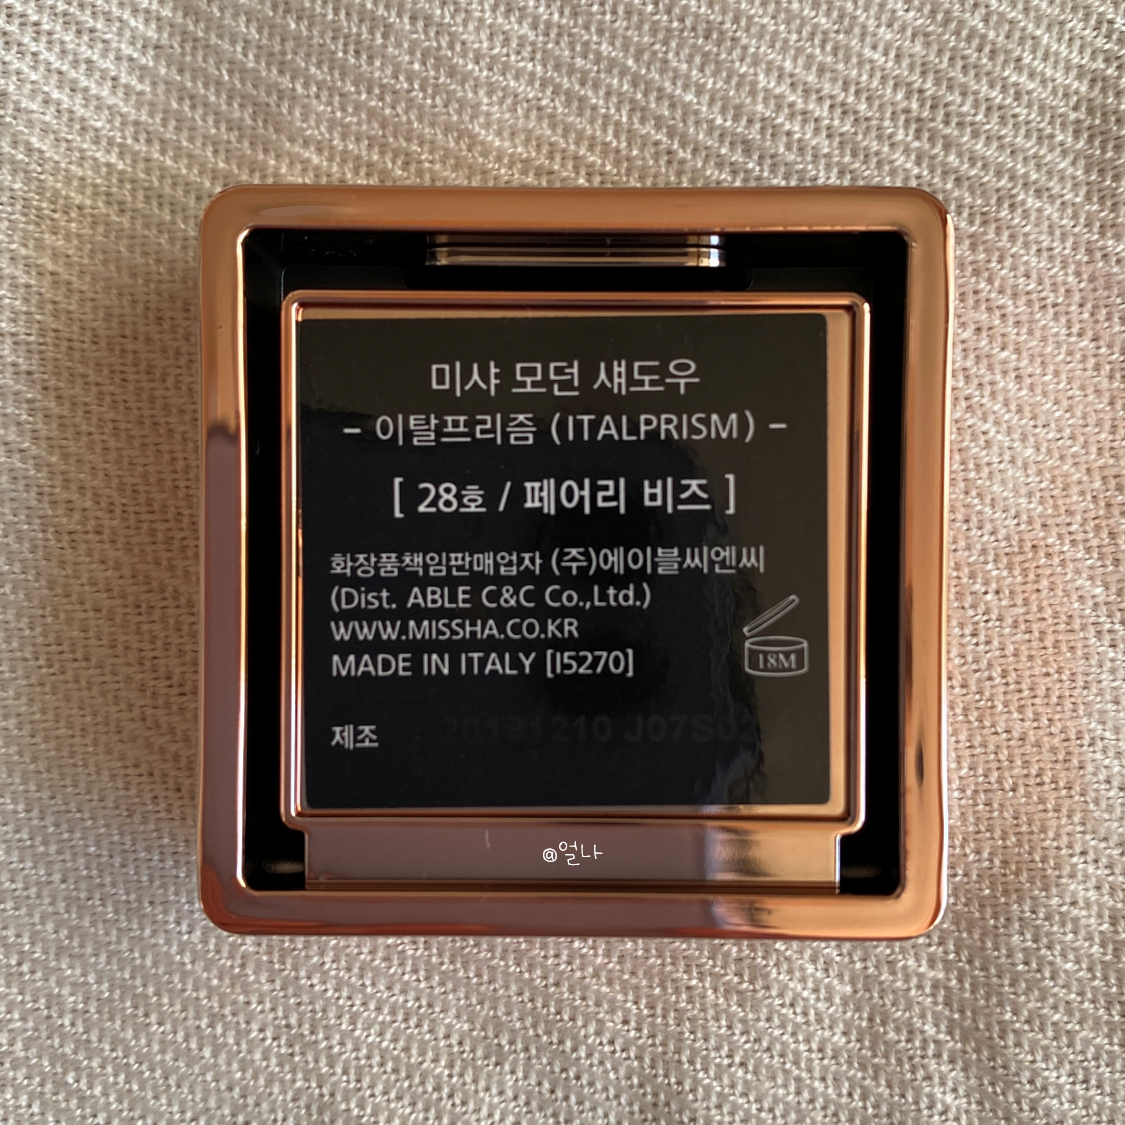 미샤 모던 섀도우
- 이탈프리즘 (ITALPRISM) -
[ 28호 / 페어리 비즈 ]
화장품책임판매업자 (주)에이블씨엔씨
(Dist. ABLE C&C Co.,Ltd.)
WWW.MISSHA.CO.KR
MADE IN ITALY [I5270]
18M
제조 20191210 J07S02
@얼나